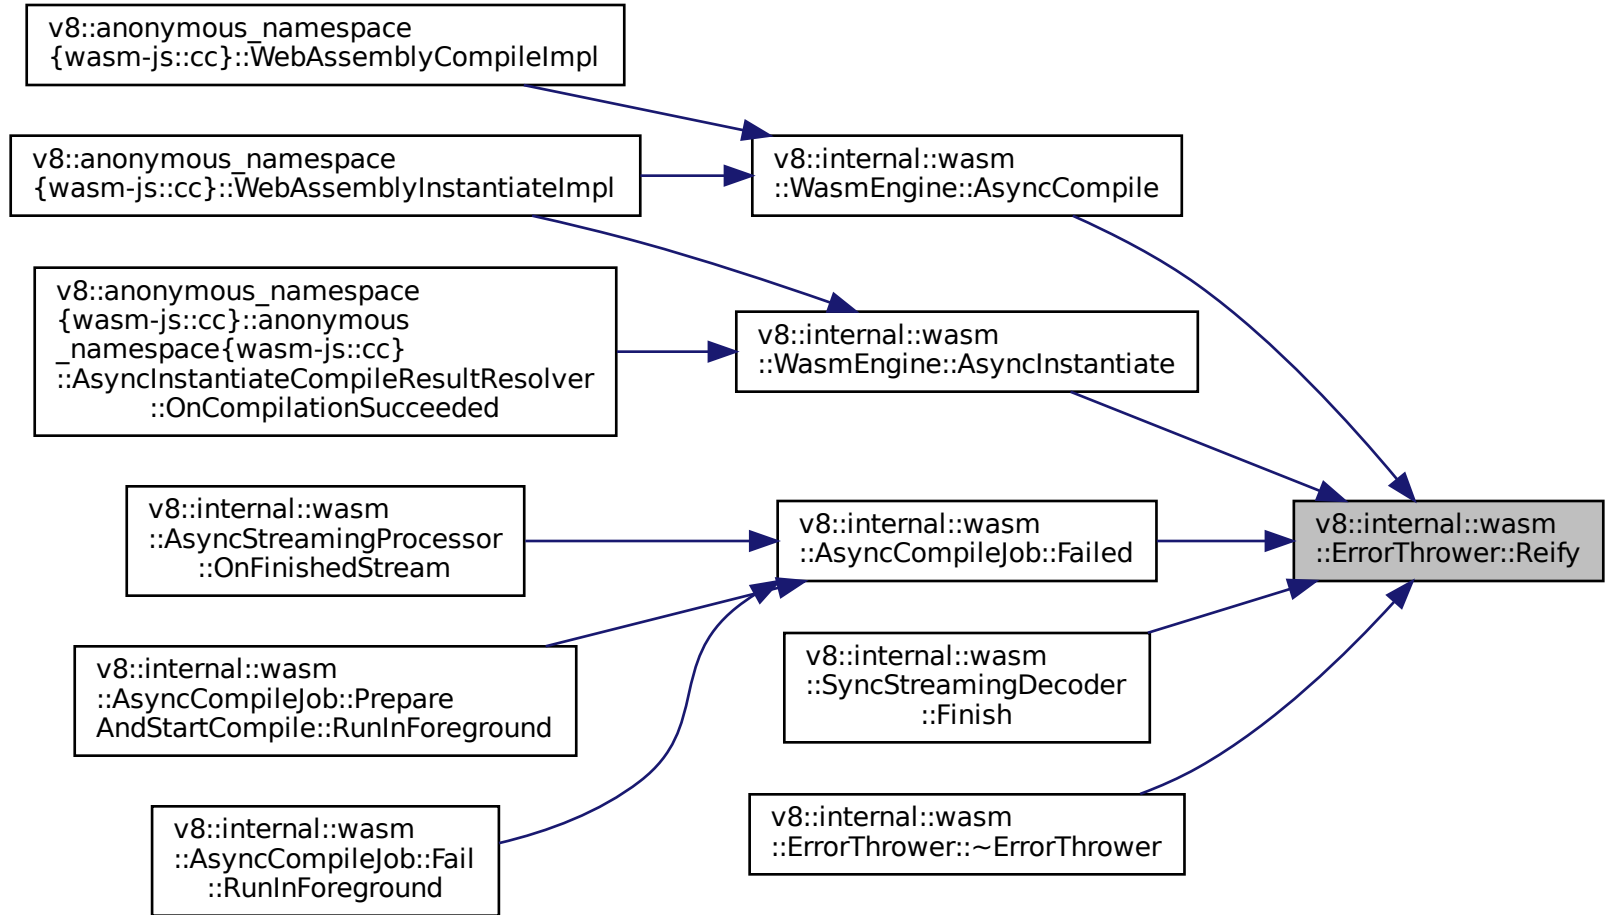 v8::anonymous_namespace
{wasm-js::cc}::WebAssemblyCompileImpl
v8::anonymous_namespace
{wasm-js::cc}::WebAssemblyInstantiateImpl
v8::internal::wasm
::WasmEngine::AsyncCompile
v8::anonymous_namespace
{wasm-js::cc}::anonymous
_namespace{wasm-js::cc}
::AsyncInstantiateCompileResultResolver
::OnCompilationSucceeded
v8::internal::wasm
::WasmEngine::AsyncInstantiate
v8::internal::wasm
::AsyncStreamingProcessor
::OnFinishedStream
v8::internal::wasm
::AsyncCompileJob::Failed
v8::internal::wasm
::ErrorThrower::Reify
v8::internal::wasm
::AsyncCompileJob::Prepare
AndStartCompile::RunInForeground
v8::internal::wasm
::SyncStreamingDecoder
::Finish
v8::internal::wasm
::AsyncCompileJob::Fail
::RunInForeground
v8::internal::wasm
::ErrorThrower::~ErrorThrower